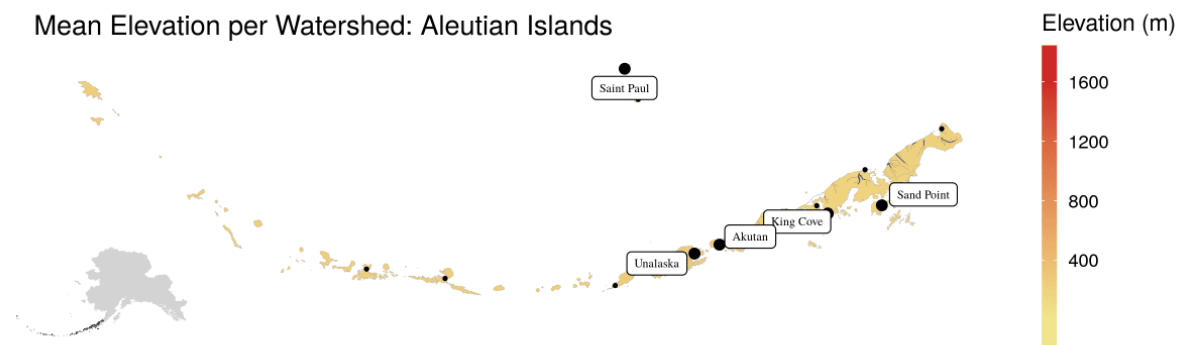 Mean Elevation per Watershed: Aleutian Islands
Elevation (m)
1600
1200
800
400
Saint Paul
Sand Point
King Cove
Akutan
Unalaska